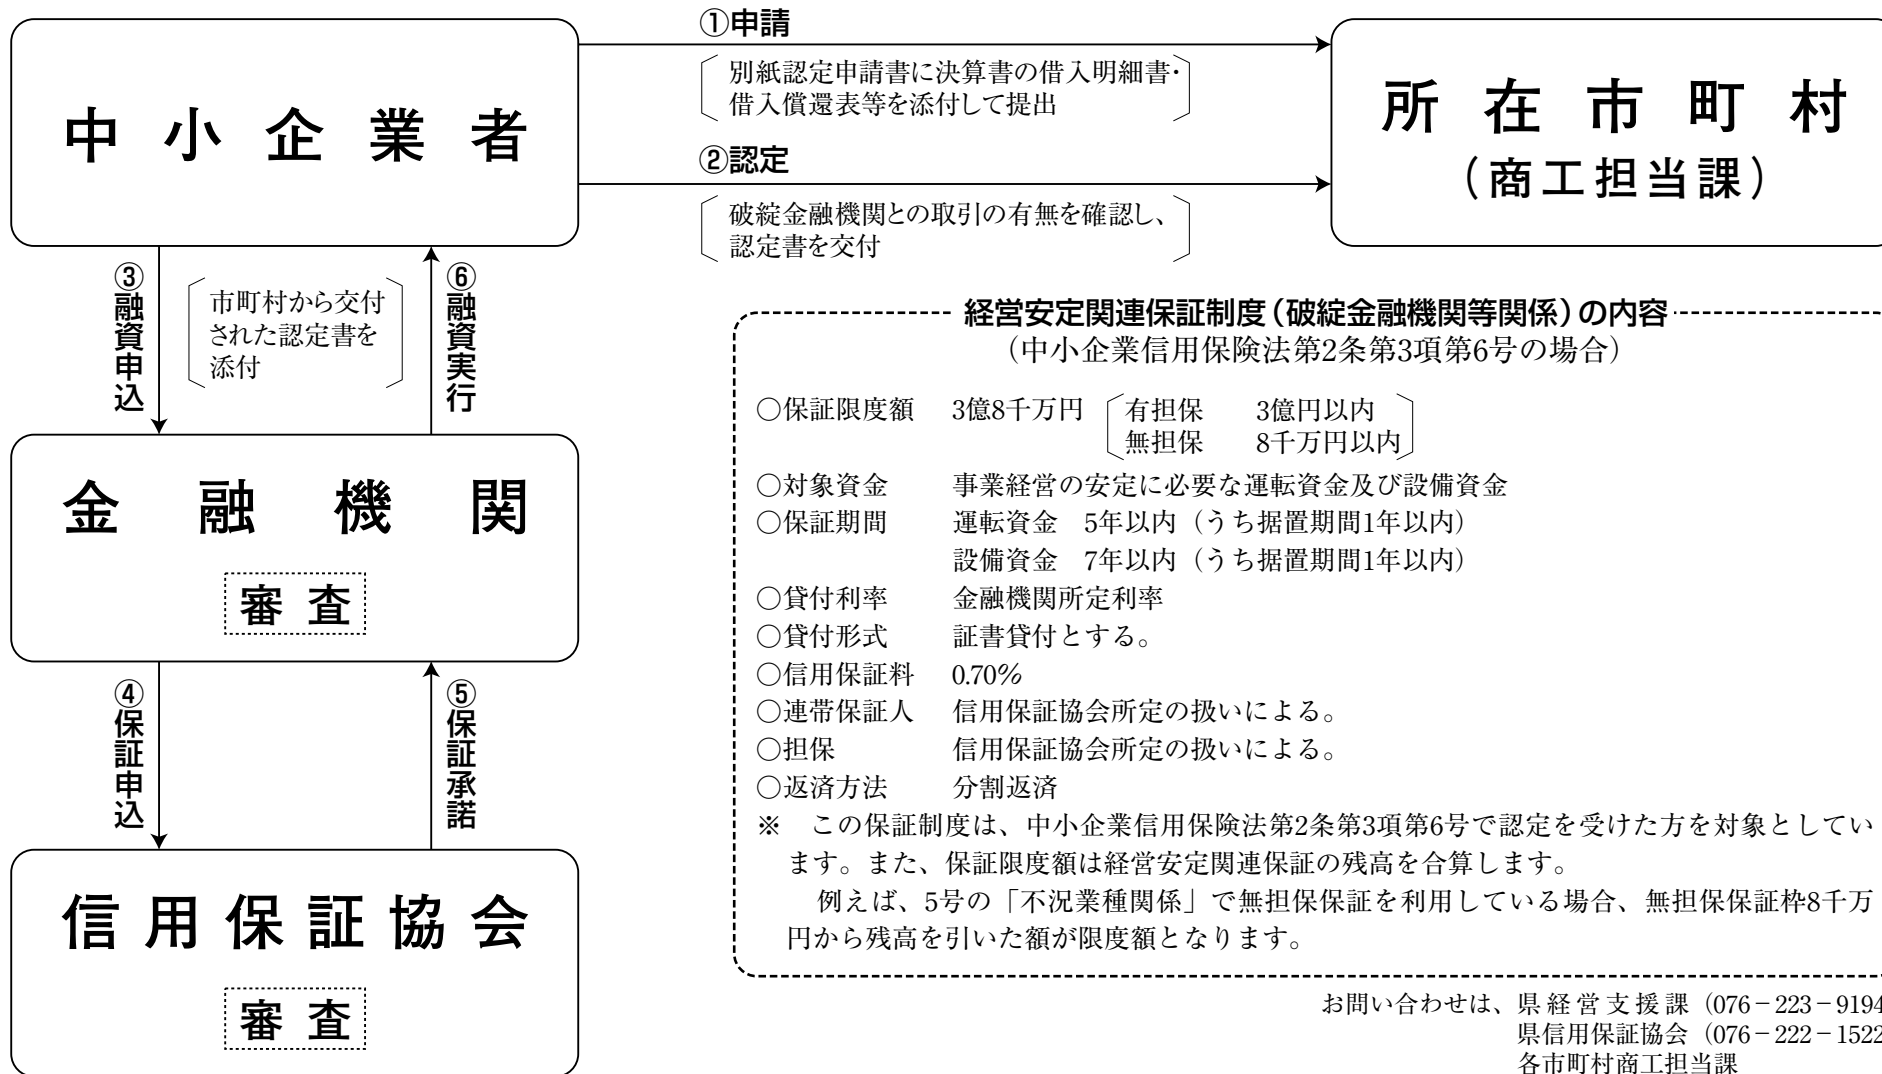 ①申請
別紙認定申請書に決算書の借入明細書・
借入償還表等を添付して提出
中小企業者
所在市町村
（商工担当課）
②認定
破綻金融機関との取引の有無を確認し、
認定書を交付
③融資申込
市町村から交付
された認定書を
添付
⑥融資実行
金融機関
審査
④保証申込
⑤保証承諾
信用保証協会
審査
経営安定関連保証制度（破綻金融機関等関係）の内容
（中小企業信用保険法第2条第3項第6号の場合）
○保証限度額　3億8千万円　有担保　3億円以内
無担保　8千万円以内
○対象資金　事業経営の安定に必要な運転資金及び設備資金
○保証期間　運転資金　5年以内（うち据置期間1年以内）
設備資金　7年以内（うち据置期間1年以内）
○貸付利率　金融機関所定利率
○貸付形式　証書貸付とする。
○信用保証料　0.70%
○連帯保証人　信用保証協会所定の扱いによる。
○担保　信用保証協会所定の扱いによる。
○返済方法　分割返済
※　この保証制度は、中小企業信用保険法第2条第3項第6号で認定を受けた方を対象としてい
ます。また、保証限度額は経営安定関連保証の残高を合算します。
例えば、5号の「不況業種関係」で無担保保証を利用している場合、無担保保証枠8千万
円から残高を引いた額が限度額となります。
お問い合わせは、県経営支援課（076－223－9194
県信用保証協会（076－222－1522
各市町村商工担当課